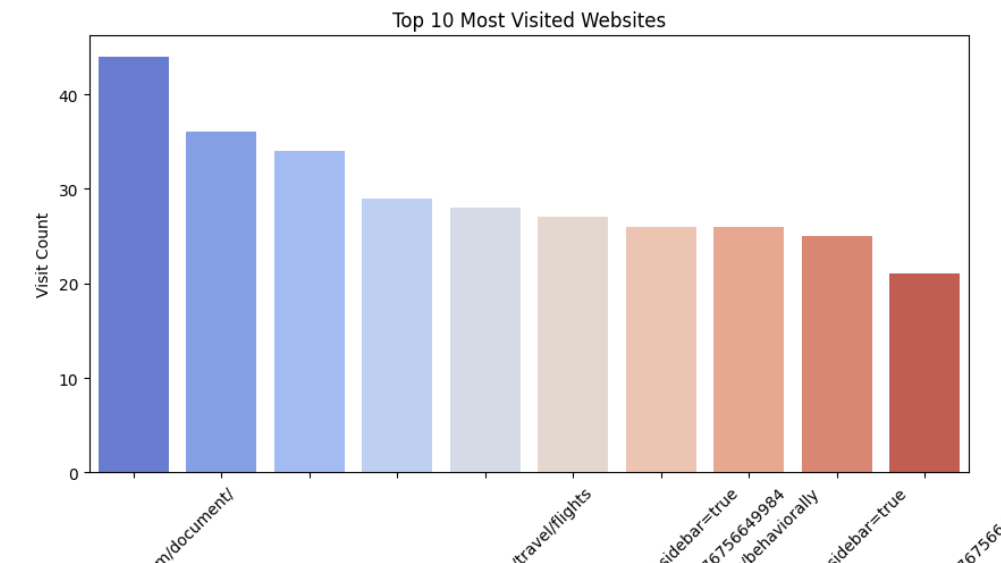 Top 10 Most Visited Websites
Visit Count
40
30
20
10
0
m/document/
/travel/flights
sidebar=true
76756649984
/behaviorally
sidebar=true
76756